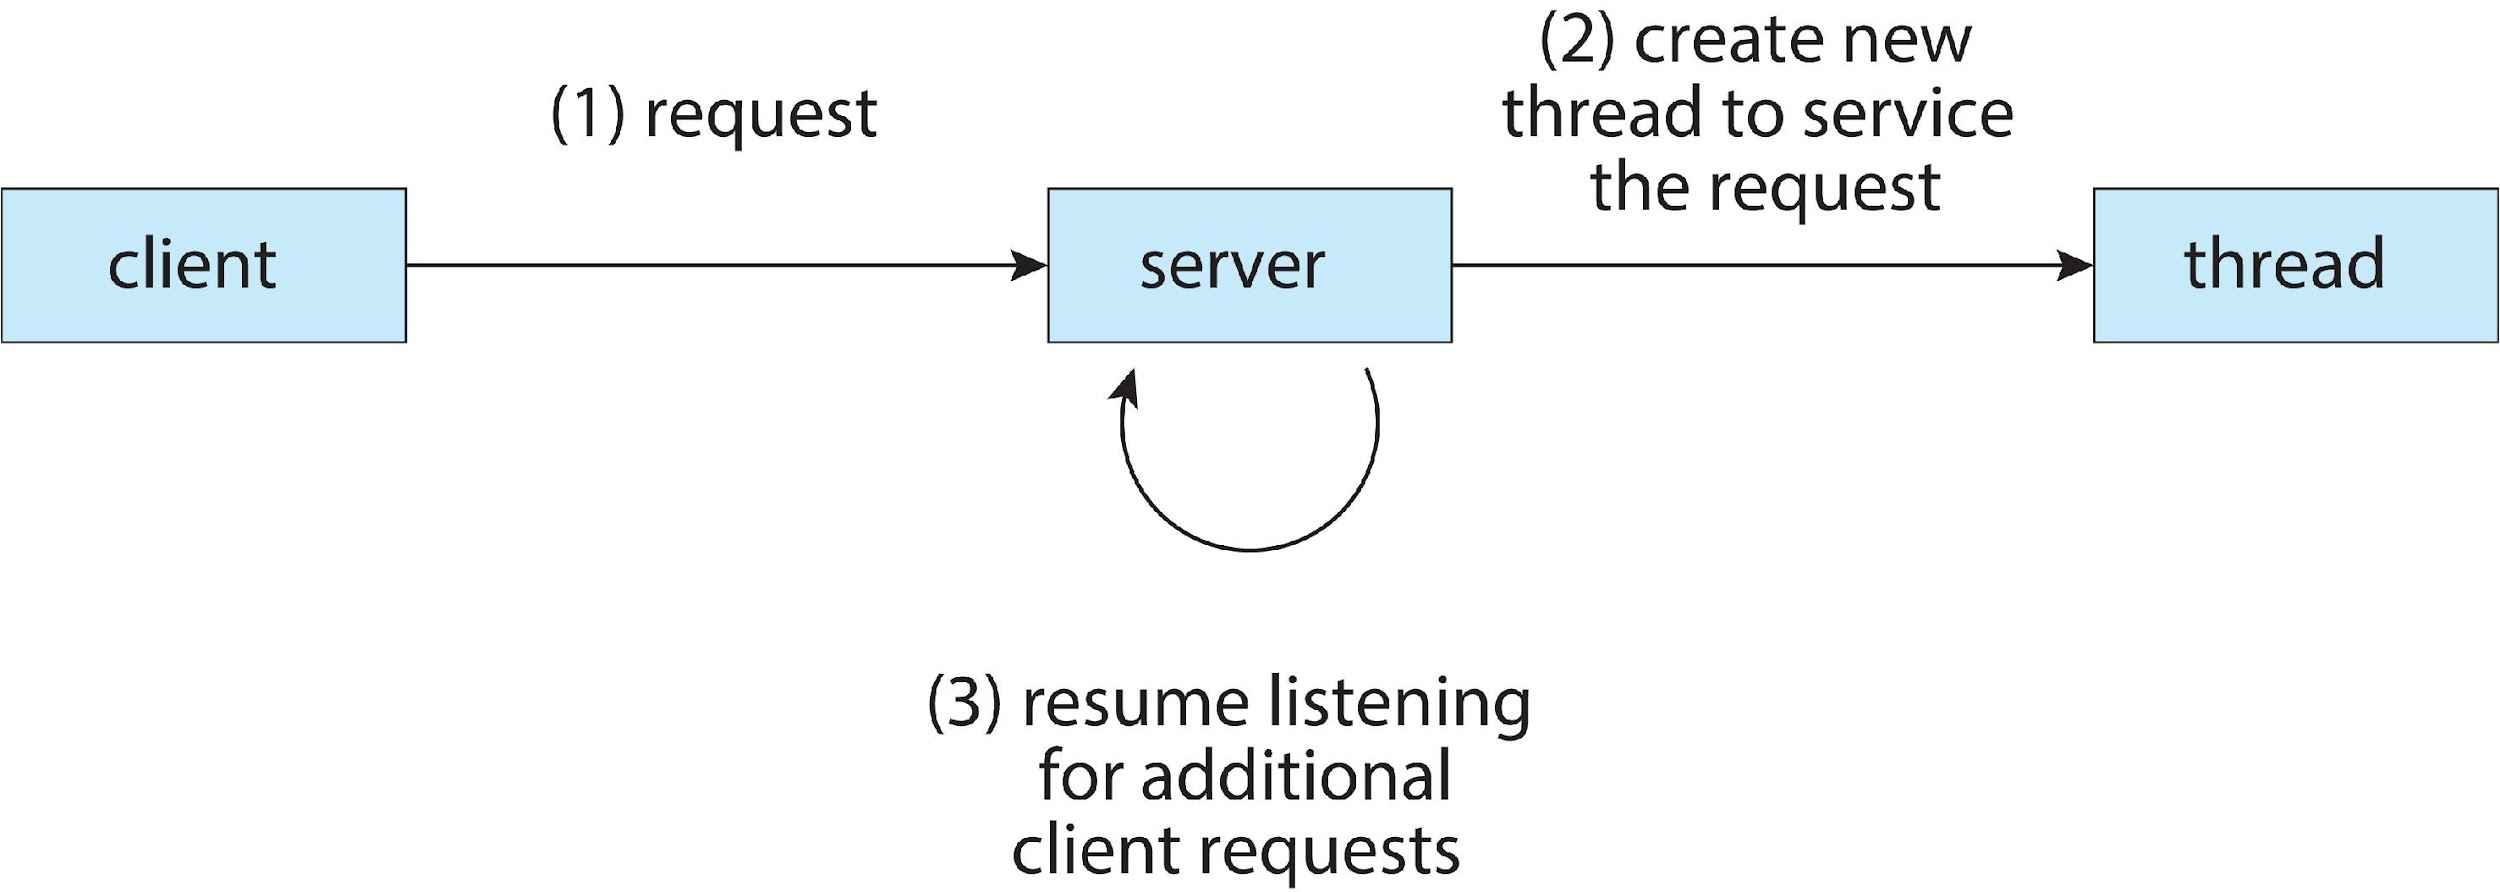 (1) request
(2) create new
thread to service
the request
client
server
thread
(3) resume listening
for additional
client requests